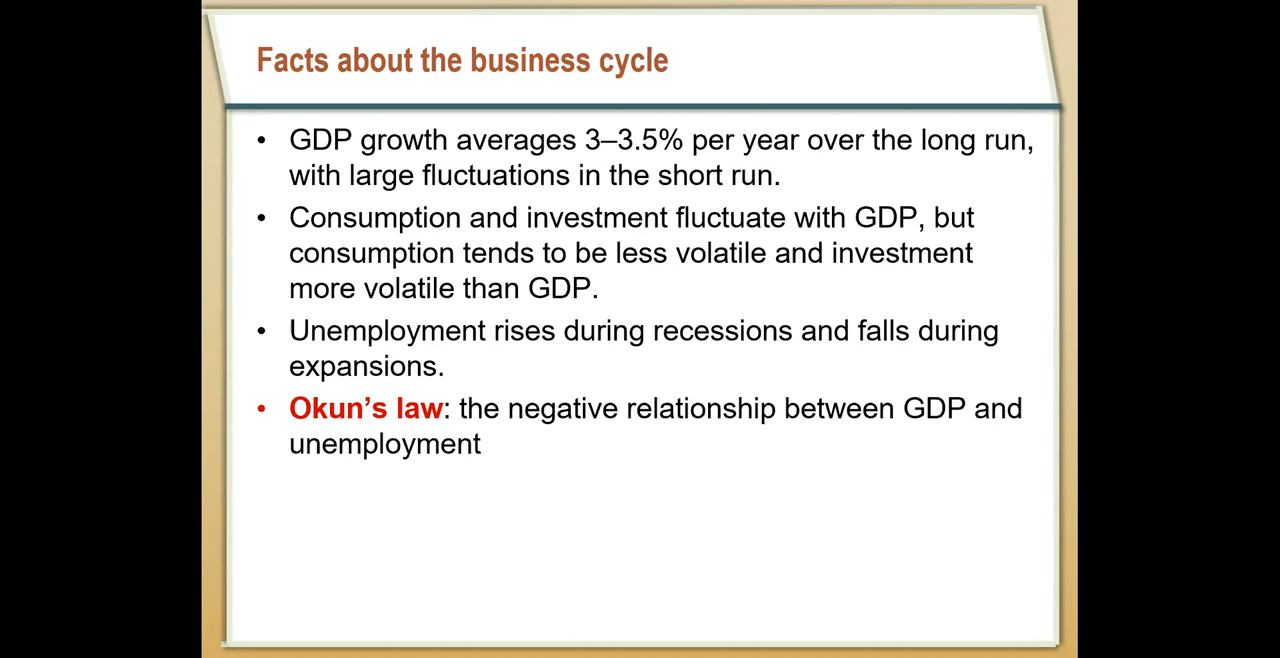 Facts about the business cycle
• GDP growth averages 3–3.5% per year over the long run,
with large fluctuations in the short run.
• Consumption and investment fluctuate with GDP, but
consumption tends to be less volatile and investment
more volatile than GDP.
• Unemployment rises during recessions and falls during
expansions.
• Okun’s law: the negative relationship between GDP and
unemployment